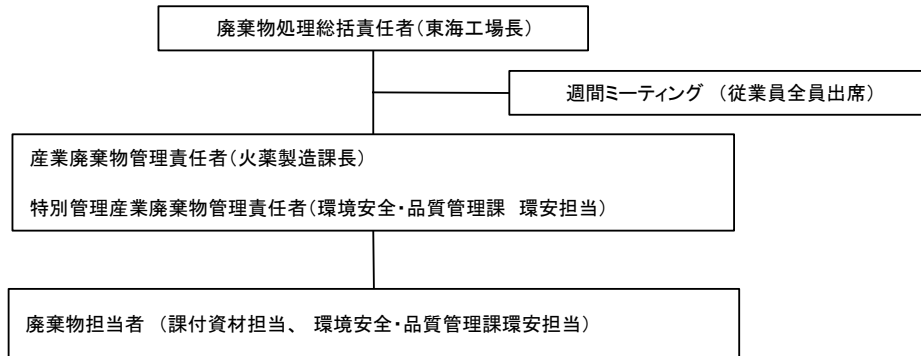 廃棄物処理総括責任者(東海工場長)
週間ミーティング （従業員全員出席）
産業廃棄物管理責任者(火薬製造課長)
特別管理産業廃棄物管理責任者(環境安全・品質管理課 環安担当)
廃棄物担当者 （課付資材担当、 環境安全・品質管理課環安担当）